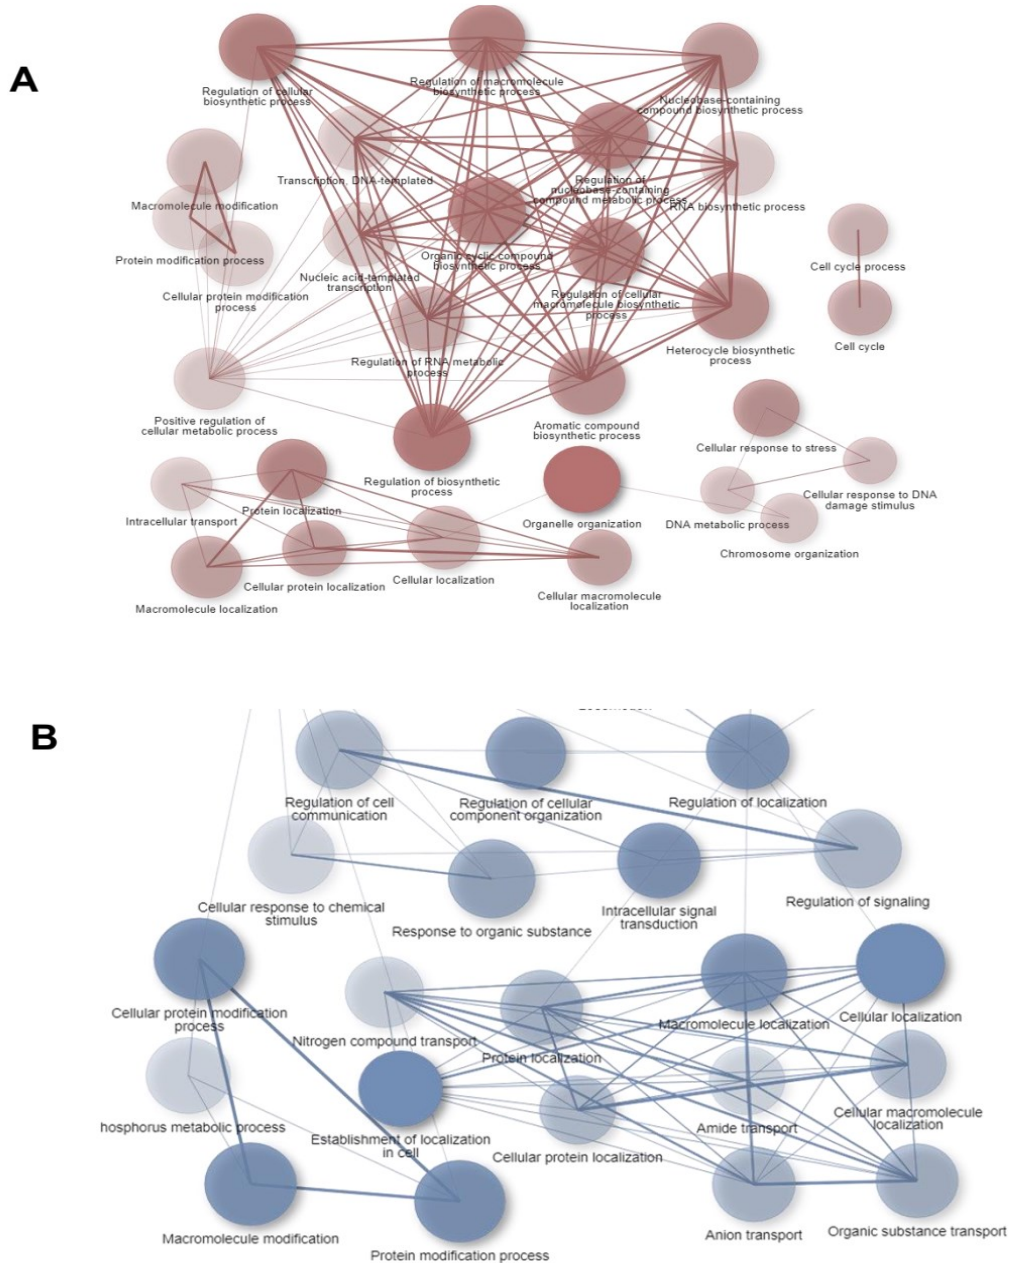 A
Regulation of cellular
biosynthetic process
Regulation of macromolecule
biosynthetic process
Nucleobase-containing
compound biosynthetic process
Macromolecule modification
Transcription, DNA-templated
Regulation of
nucleobase-containing
compound metabolic process
RNA biosynthetic process
Protein modification process
Cellular protein modification
process
Nucleic acid-templated
transcription
Organic cyclic compound
biosynthetic process
Regulation of cellular
macromolecule biosynthetic
process
Cell cycle process
Cell cycle
Regulation of RNA metabolic
process
Heterocycle biosynthetic
process
Positive regulation of
cellular metabolic process
Aromatic compound
biosynthetic process
Cellular response to stress
Regulation of biosynthetic
process
Intracellular transport
Protein localization
Organelle organization
DNA metabolic process
Cellular response to DNA
damage stimulus
Chromosome organization
Macromolecule localization
Cellular protein localization
Cellular localization
Cellular macromolecule
localization
B
Regulation of cell
communication
Regulation of cellular
component organization
Regulation of localization
Cellular response to chemical
stimulus
Response to organic substance
Intracellular signal
transduction
Regulation of signaling
Cellular protein modification
process
Nitrogen compound transport
Protein localization
Macromolecule localization
Cellular localization
hosphorus metabolic process
Establishment of localization
in cell
Cellular protein localization
Amide transport
Cellular macromolecule
localization
Macromolecule modification
Protein modification process
Anion transport
Organic substance transport